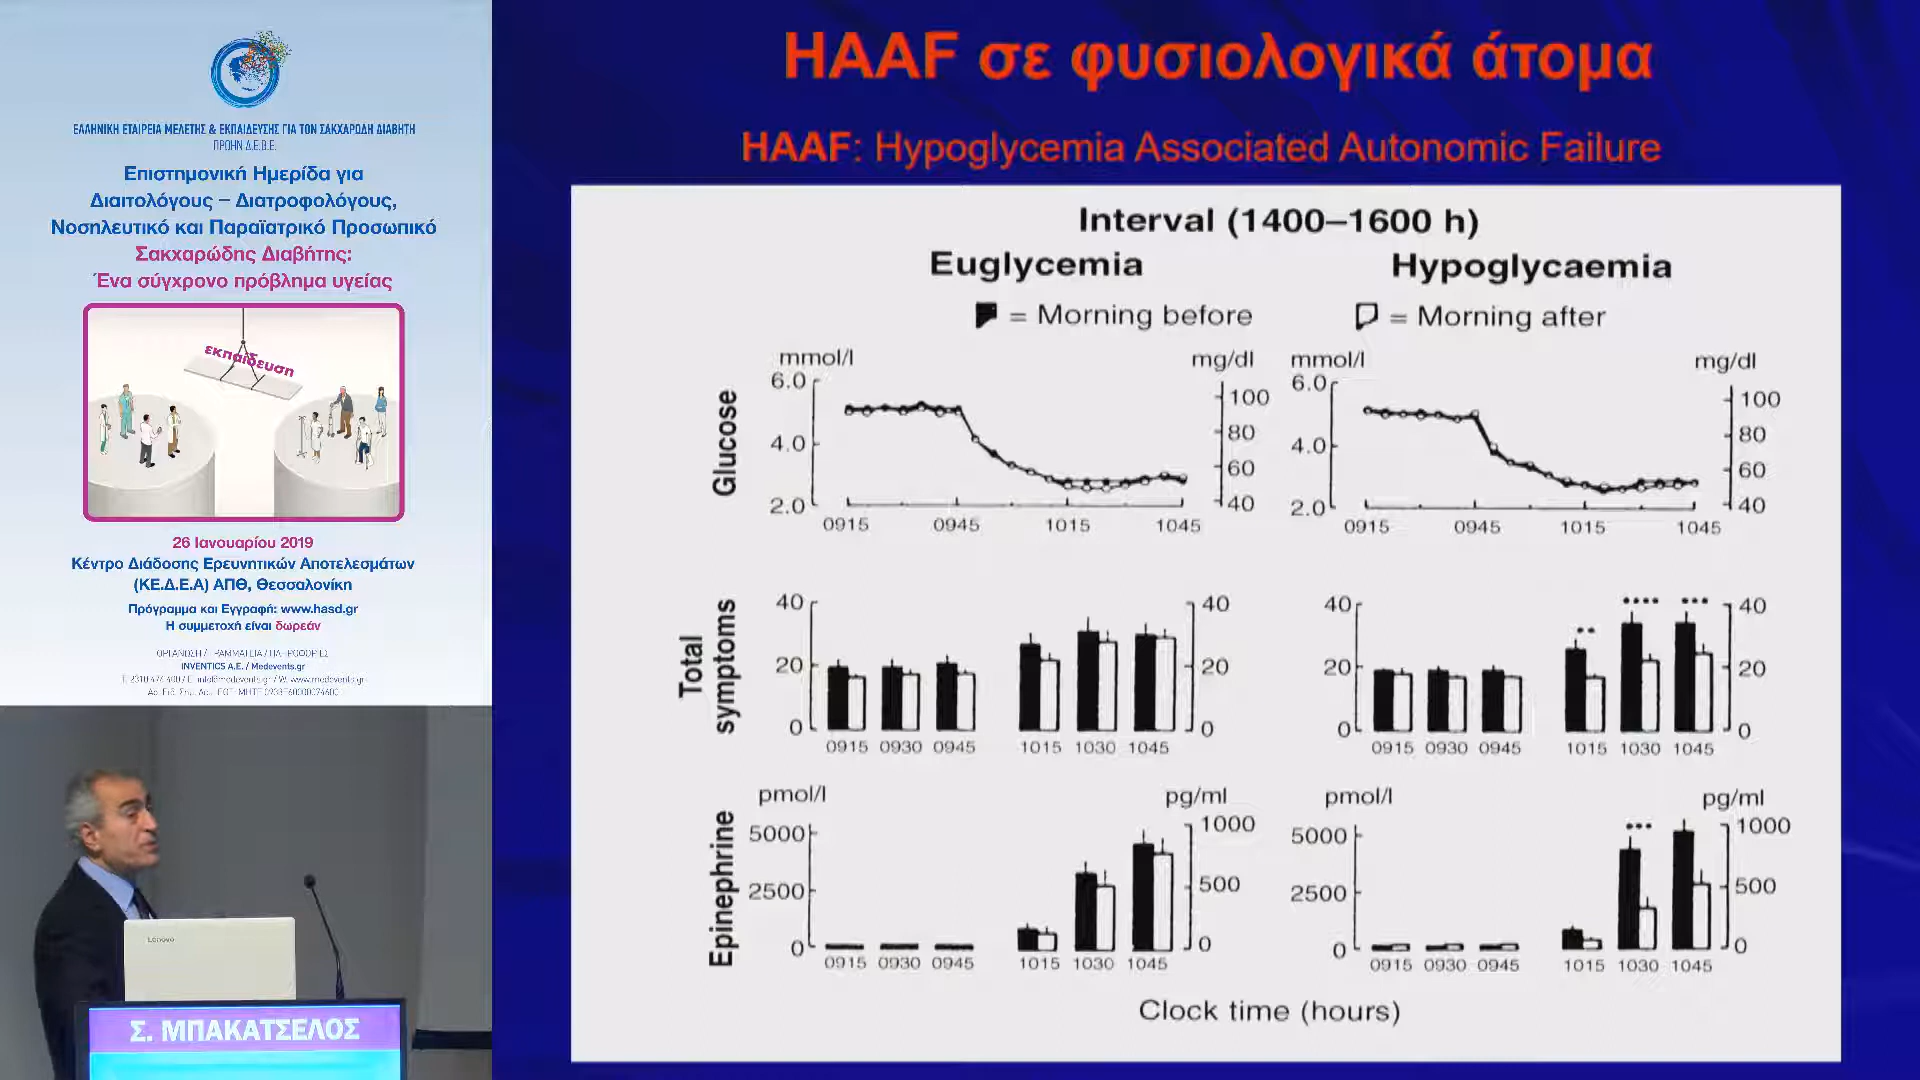 ΕΛΛΗΝΙΚΗ ΕΤΑΙΡΕΙΑ ΜΕΛΕΤΗΣ & ΕΚΠΑΙΔΕΥΣΗΣ ΓΙΑ ΤΟΝ ΣΑΚΧΑΡΩΔΗ ΔΙΑΒΗΤΗ
ΠΡΩΗΝ Δ.Ε.Β.Ε.
Επιστημονική Ημερίδα για
Διαιτολόγους – Διατροφολόγους,
Νοσηλευτικό και Παραϊατρικό Προσωπικό
Σακχαρώδης Διαβήτης:
Ένα σύγχρονο πρόβλημα υγείας
εκπαίδευση
26 Ιανουαρίου 2019
Κέντρο Διάδοσης Ερευνητικών Αποτελεσμάτων
(ΚΕ.Δ.Ε.Α) ΑΠΘ, Θεσσαλονίκη
Πρόγραμμα και Εγγραφή: www.hasd.gr
Η συμμετοχή είναι δωρεάν
INVENTICS A.E. / Medevents.gr
Lenovo
Σ. ΜΠΑΚΑΤΣΕΛΟΣ
HAAF σε φυσιολογικά άτομα
HAAF: Hypoglycemia Associated Autonomic Failure
Interval (1400–1600 h)
Euglycemia Hypoglycaemia
= Morning before = Morning after
mmol/l mg/dl mmol/l mg/dl
Glucose
6.0 4.0 2.0
100 80 60 40
0915 0945 1015 1045
6.0 4.0 2.0
100 80 60 40
0915 0945 1015 1045
Total symptoms
40 20 0
40 20 0
0915 0930 0945 1015 1030 1045
40 20 0
•• •••• •••
40 20 0
0915 0930 0945 1015 1030 1045
pmol/l pg/ml pmol/l pg/ml
Epinephrine
5000 2500 0
1000 500 0
0915 0930 0945 1015 1030 1045
5000 2500 0
•••
1000 500 0
0915 0930 0945 1015 1030 1045
Clock time (hours)